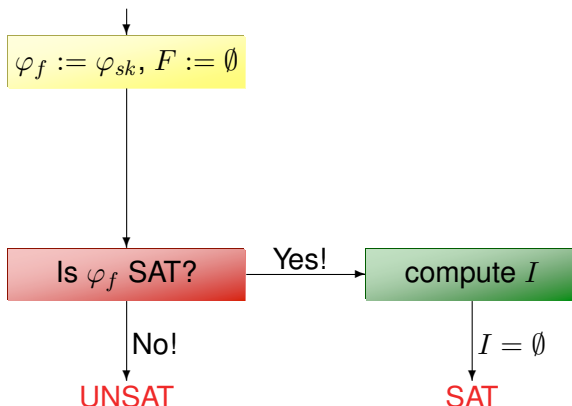 φ_f := φ_sk, F := ∅
Is φ_f SAT?
Yes!
compute I
No!
I = ∅
UNSAT
SAT